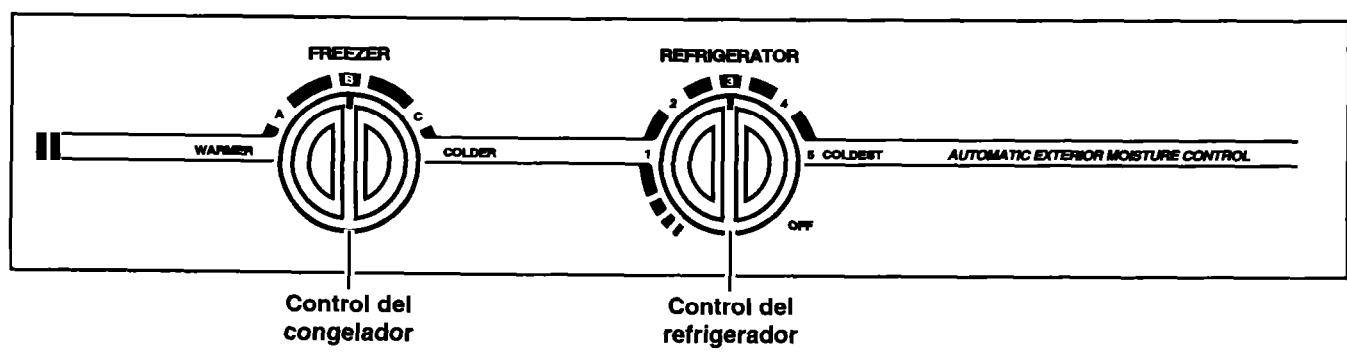 FREEZER
REFRIGERATOR
A B C
1 2 3 4 5
WARMER
COLDER
COLDEST
AUTOMATIC EXTERIOR MOISTURE CONTROL
OFF
Control del
congelador
Control del
refrigerador